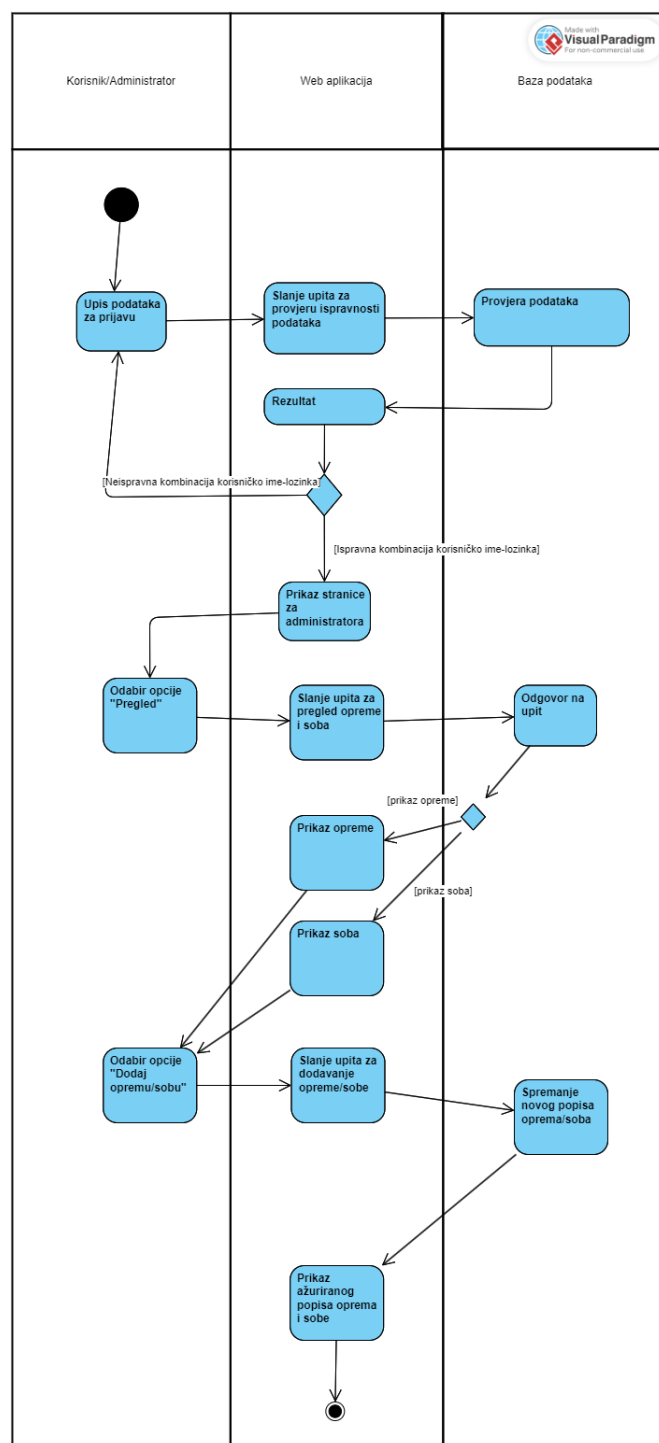 Made with
VisualParadigm
For non-commercial use
Korisnik/Administrator
Web aplikacija
Baza podataka
Upis podataka
za prijavu
Slanje upita za
provjeru ispravnosti
podataka
Provjera podataka
Rezultat
[Neispravna kombinacija korisničko ime-lozinka]
[Ispravna kombinacija korisničko ime-lozinka]
Prikaz stranice
za
administratora
Odabir opcije
"Pregled"
Slanje upita za
pregled opreme
i soba
Odgovor na
upit
[prikaz opreme]
Prikaz opreme
[prikaz soba]
Prikaz soba
Odabir opcije
"Dodaj
opremu/sobu"
Slanje upita za
dodavanje
opreme/sobe
Spremanje
novog popisa
oprema/soba
Prikaz
ažuriranog
popisa oprema
i sobe